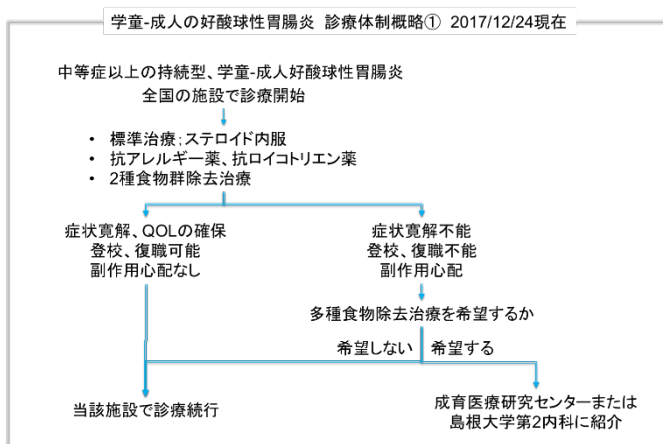 学童-成人の好酸球性胃腸炎 診療体制概略① 2017/12/24現在
中等症以上の持続型、学童-成人好酸球性胃腸炎
全国の施設で診療開始
• 標準治療;ステロイド内服
• 抗アレルギー薬、抗ロイコトリエン薬
• 2種食物群除去治療
症状寛解、QOLの確保
登校、復職可能
副作用心配なし
症状寛解不能
登校、復職不能
副作用心配
多種食物除去治療を希望するか
希望しない
希望する
当該施設で診療続行
成育医療研究センターまたは
島根大学第2内科に紹介